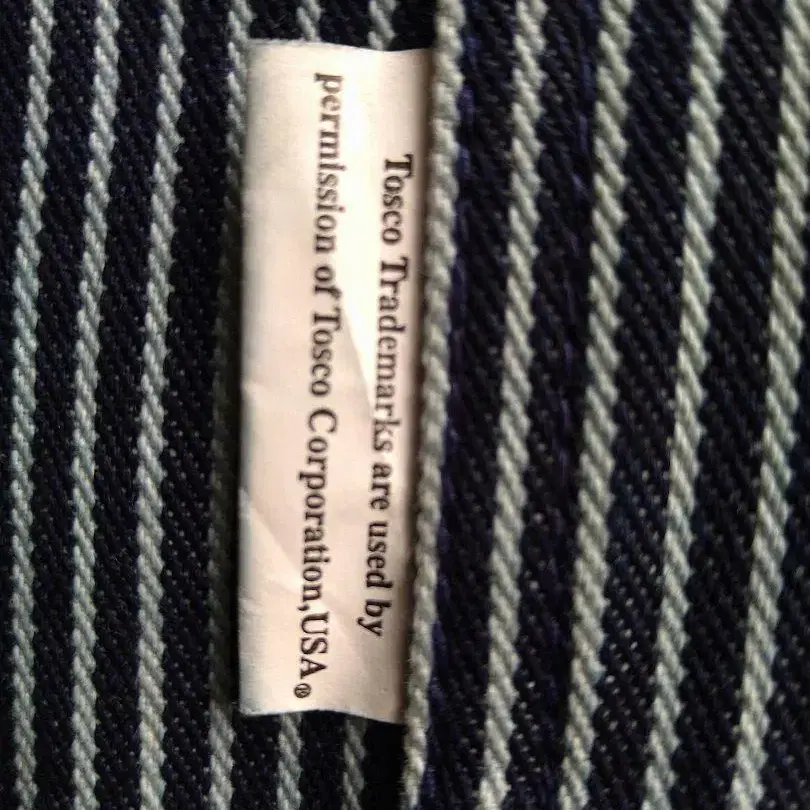 Tosco Trademarks are used by
permission of Tosco Corporation,USA®